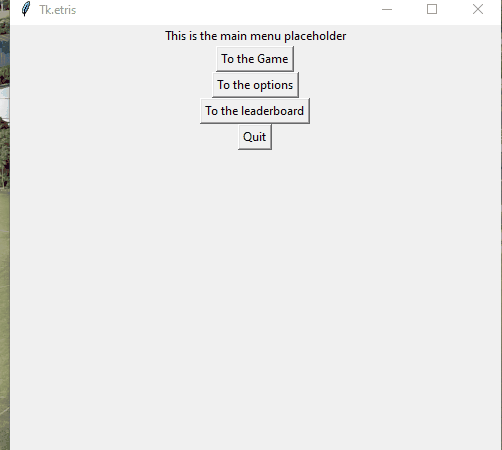 Tk.etris
This is the main menu placeholder
To the Game
To the options
To the leaderboard
Quit